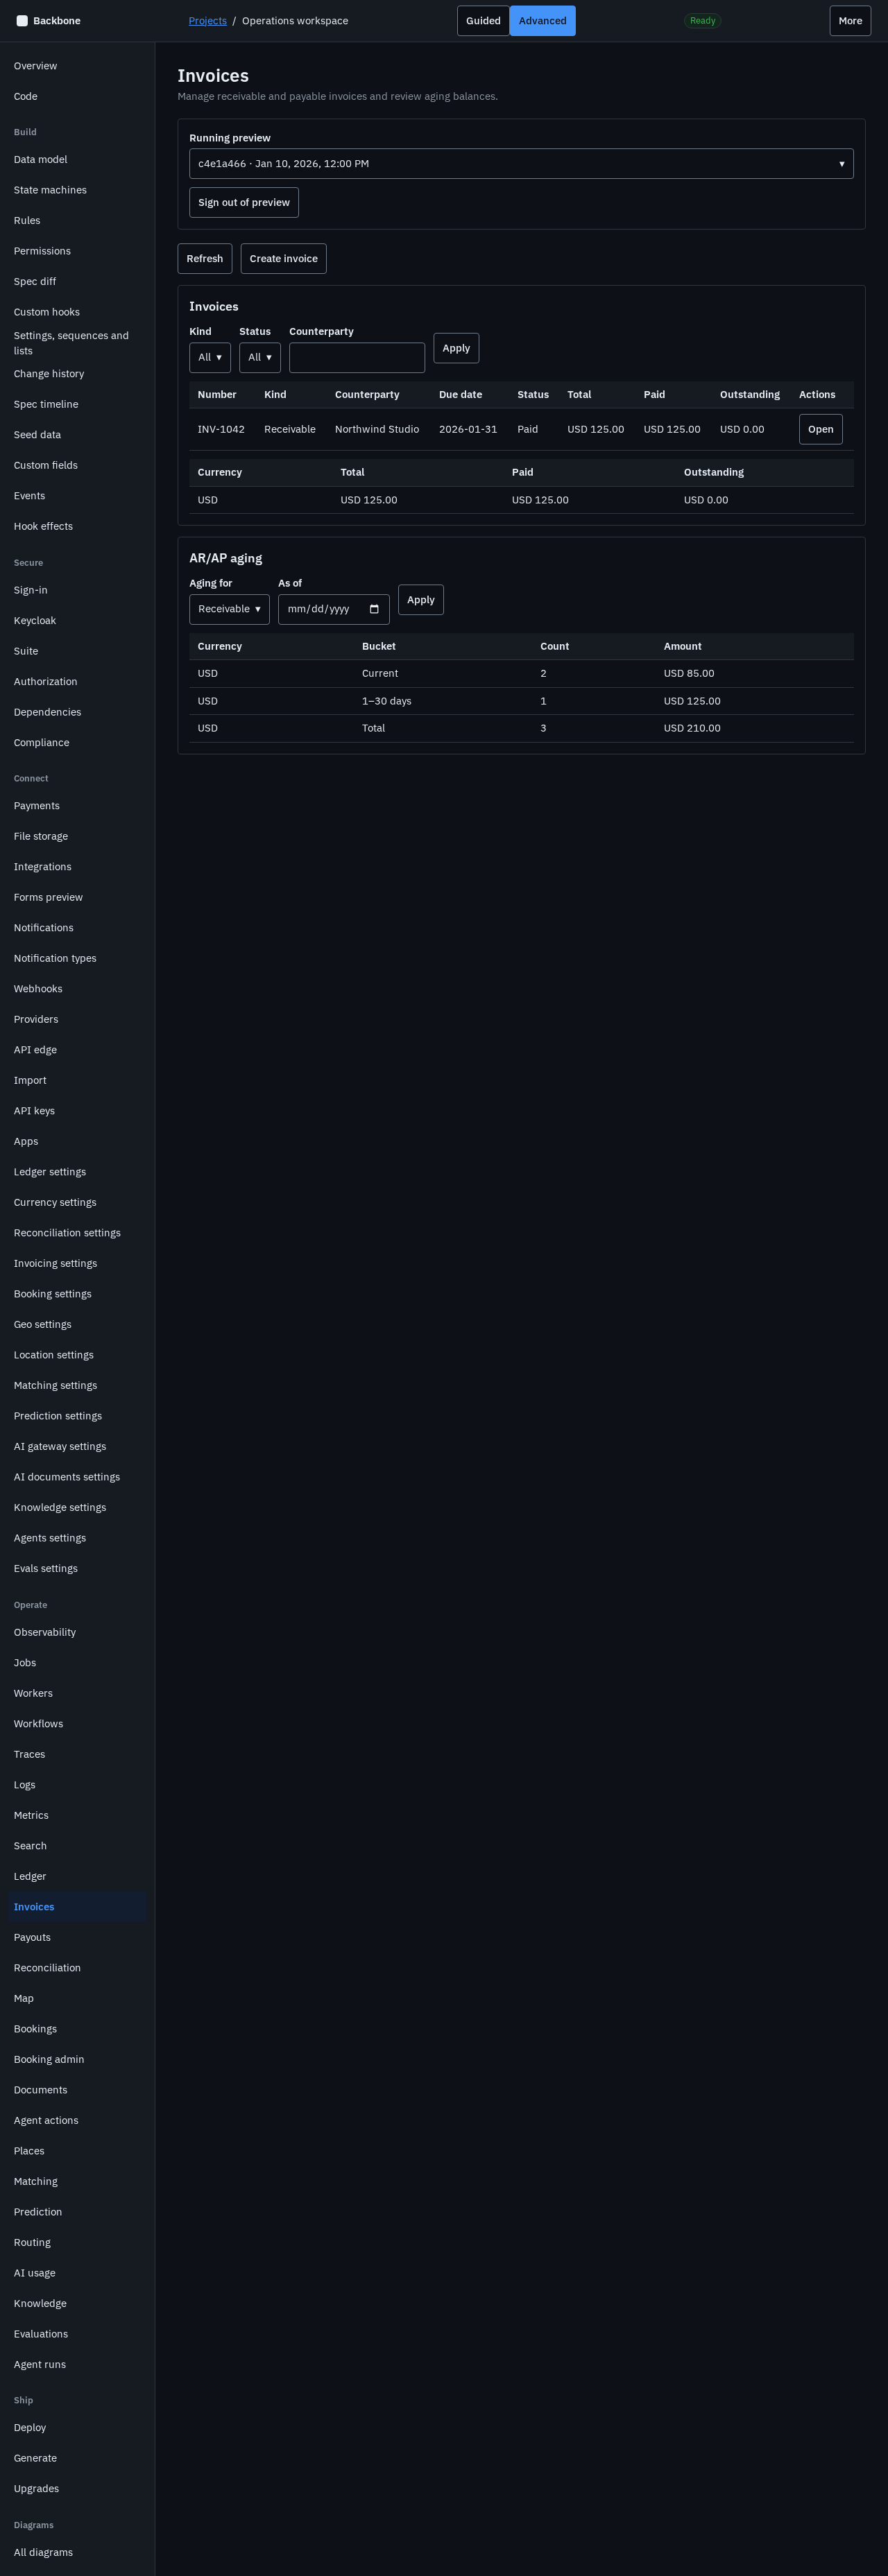 Backbone
Projects / Operations workspace
Guided
Advanced
Ready
More
Overview
Code
Build
Data model
State machines
Rules
Permissions
Spec diff
Custom hooks
Settings, sequences and
lists
Change history
Spec timeline
Seed data
Custom fields
Events
Hook effects
Secure
Sign-in
Keycloak
Suite
Authorization
Dependencies
Compliance
Connect
Payments
File storage
Integrations
Forms preview
Notifications
Notification types
Webhooks
Providers
API edge
Import
API keys
Apps
Ledger settings
Currency settings
Reconciliation settings
Invoicing settings
Booking settings
Geo settings
Location settings
Matching settings
Prediction settings
AI gateway settings
AI documents settings
Knowledge settings
Agents settings
Evals settings
Operate
Observability
Jobs
Workers
Workflows
Traces
Logs
Metrics
Search
Ledger
Invoices
Payouts
Reconciliation
Map
Bookings
Booking admin
Documents
Agent actions
Places
Matching
Prediction
Routing
AI usage
Knowledge
Evaluations
Agent runs
Ship
Deploy
Generate
Upgrades
Diagrams
All diagrams
Invoices
Manage receivable and payable invoices and review aging balances.
Running preview
c4e1a466 · Jan 10, 2026, 12:00 PM ▾
Sign out of preview
Refresh
Create invoice
Invoices
Kind Status Counterparty
All ▾ All ▾ Apply
Number Kind Counterparty Due date Status Total Paid Outstanding Actions
INV-1042 Receivable Northwind Studio 2026-01-31 Paid USD 125.00 USD 125.00 USD 0.00 Open
Currency Total Paid Outstanding
USD USD 125.00 USD 125.00 USD 0.00
AR/AP aging
Aging for As of
Receivable ▾ mm/dd/yyyy Apply
Currency Bucket Count Amount
USD Current 2 USD 85.00
USD 1–30 days 1 USD 125.00
USD Total 3 USD 210.00